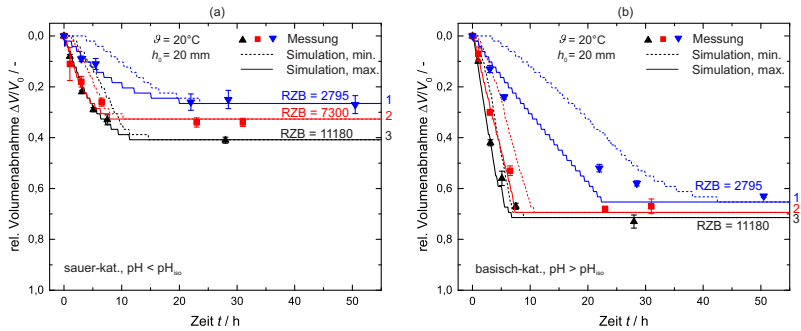 (a)
ϑ = 20°C
h₀ = 20 mm
Messung
Simulation, min.
Simulation, max.
RZB = 2795
RZB = 7300
RZB = 11180
1
2
3
sauer-kat., pH < pH_iso
0,0
0,2
0,4
0,6
0,8
1,0
rel. Volumenabnahme ΔV/V₀ / -
0 10 20 30 40 50
Zeit t / h
(b)
ϑ = 20°C
h₀ = 20 mm
Messung
Simulation, min.
Simulation, max.
RZB = 2795
RZB = 11180
1
2
3
basisch-kat., pH > pH_iso
0,0
0,2
0,4
0,6
0,8
1,0
rel. Volumenabnahme ΔV/V₀ / -
0 10 20 30 40 50
Zeit t / h